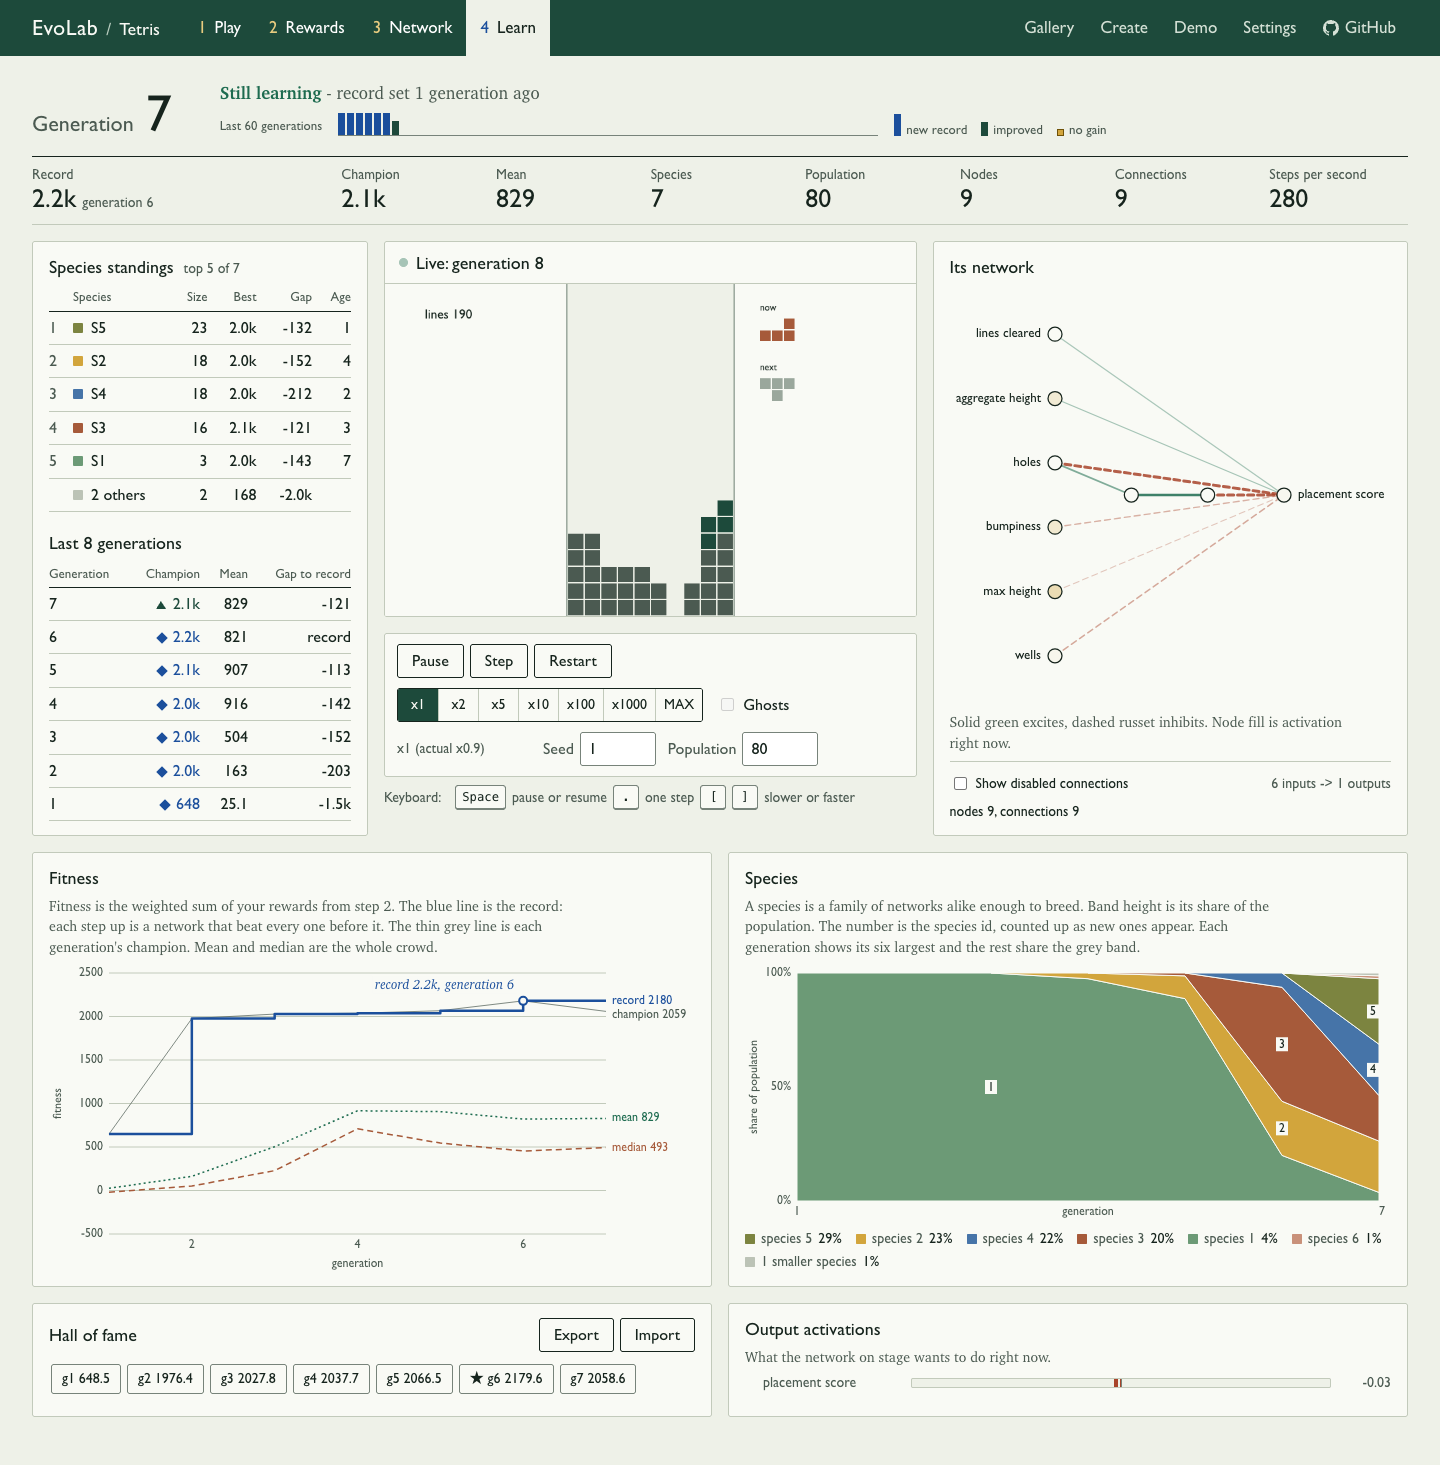 EvoLab / Tetris 1 Play 2 Rewards 3 Network 4 Learn Gallery Create Demo Settings GitHub
Generation 7
Still learning - record set 1 generation ago
Last 60 generations new record improved no gain
Record Champion Mean Species Population Nodes Connections Steps per second
2.2k generation 6 2.1k 829 7 80 9 9 280
Species standings top 5 of 7
Species Size Best Gap Age
1 S5 23 2.0k -132 1
2 S2 18 2.0k -152 4
3 S4 18 2.0k -212 2
4 S3 16 2.1k -121 3
5 S1 3 2.0k -143 7
2 others 2 168 -2.0k
Last 8 generations
Generation Champion Mean Gap to record
7 ▲ 2.1k 829 -121
6 ◆ 2.2k 821 record
5 ◆ 2.1k 907 -113
4 ◆ 2.0k 916 -142
3 ◆ 2.0k 504 -152
2 ◆ 2.0k 163 -203
1 ◆ 648 25.1 -1.5k
Live: generation 8
lines 190
now
next
Pause Step Restart
x1 x2 x5 x10 x100 x1000 MAX Ghosts
x1 (actual x0.9) Seed 1 Population 80
Keyboard: Space pause or resume . one step [ ] slower or faster
Its network
lines cleared
aggregate height
holes
placement score
bumpiness
max height
wells
Solid green excites, dashed russet inhibits. Node fill is activation
right now.
Show disabled connections 6 inputs -> 1 outputs
nodes 9, connections 9
Fitness
Fitness is the weighted sum of your rewards from step 2. The blue line is the record:
each step up is a network that beat every one before it. The thin grey line is each
generation's champion. Mean and median are the whole crowd.
2500
record 2.2k, generation 6
record 2180
champion 2059
2000
1500
1000
mean 829
500
median 493
0
-500
fitness
2 4 6
generation
Species
A species is a family of networks alike enough to breed. Band height is its share of the
population. The number is the species id, counted up as new ones appear. Each
generation shows its six largest and the rest share the grey band.
100%
5
3
4
1
50%
2
0%
share of population
1 generation 7
species 5 29% species 2 23% species 4 22% species 3 20% species 1 4% species 6 1%
1 smaller species 1%
Hall of fame Export Import
g1 648.5 g2 1976.4 g3 2027.8 g4 2037.7 g5 2066.5 ★ g6 2179.6 g7 2058.6
Output activations
What the network on stage wants to do right now.
placement score -0.03